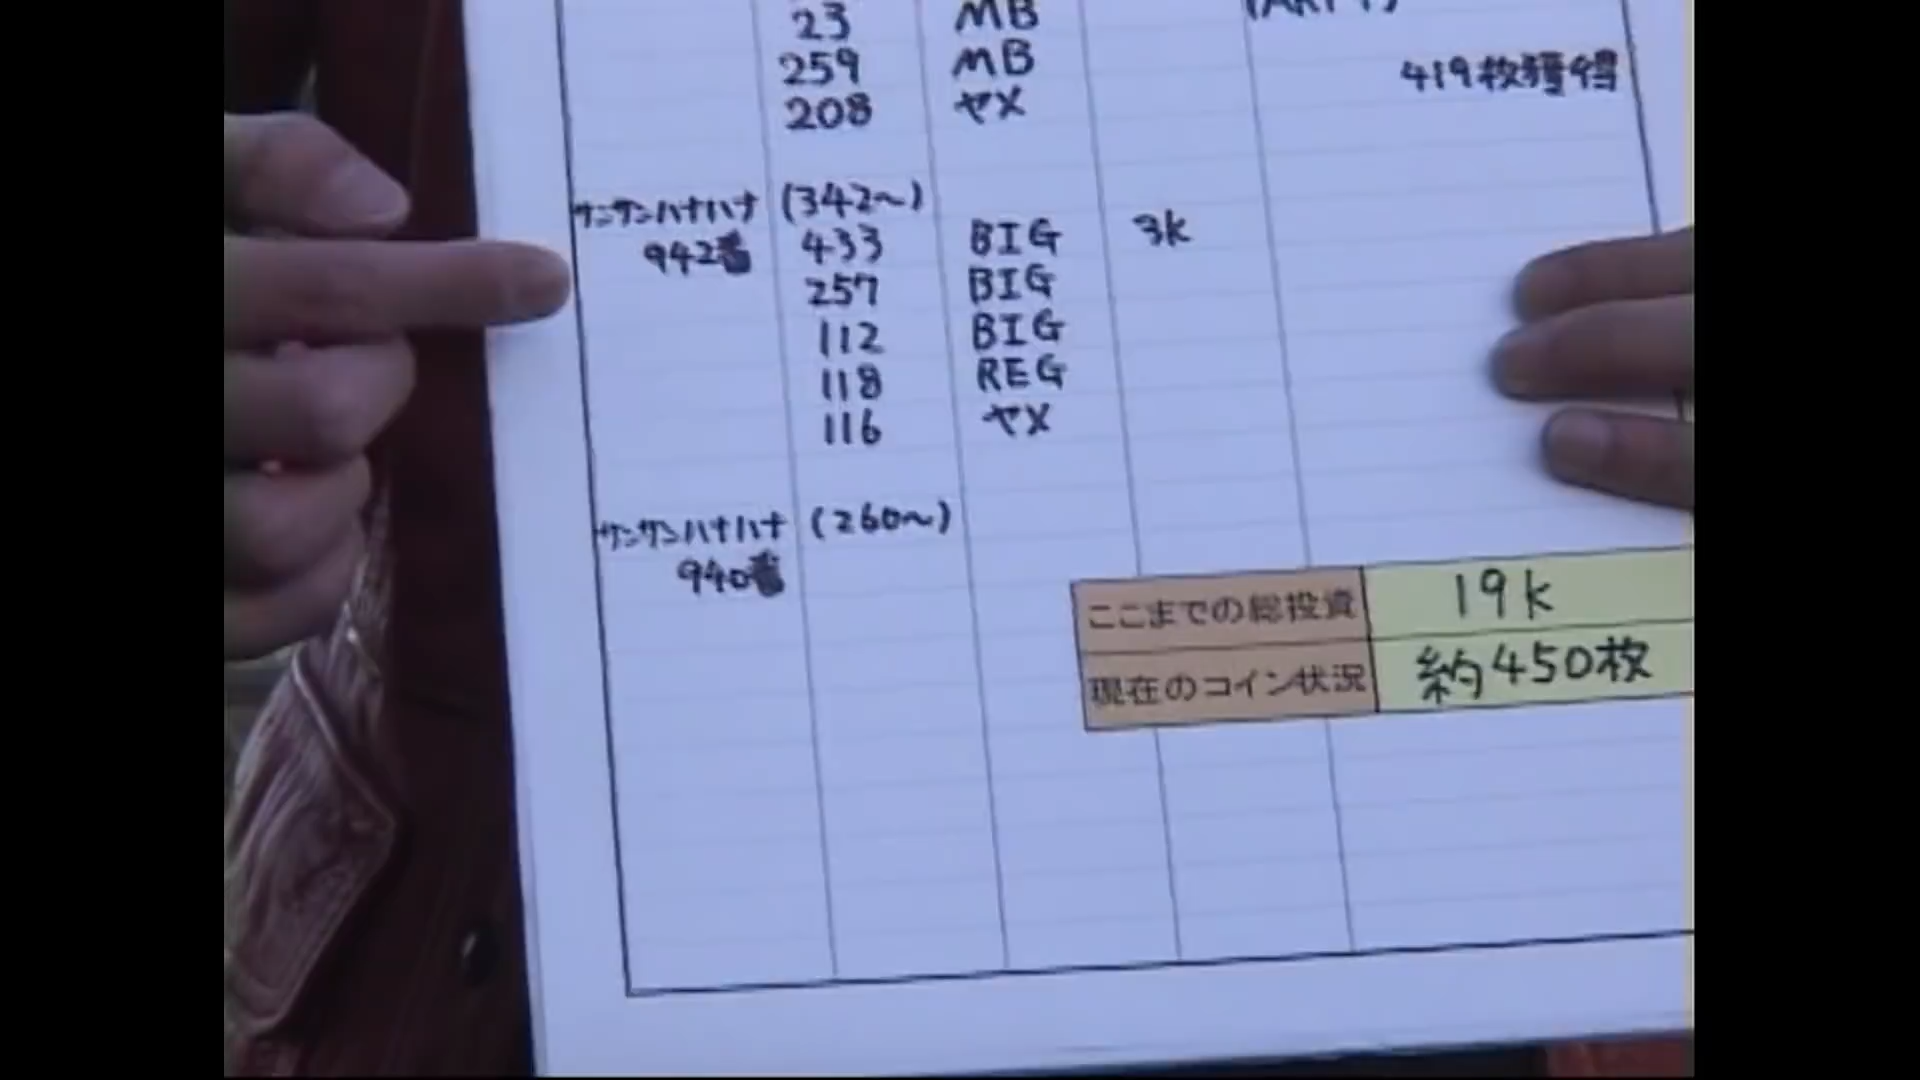 23 MB
259 MB 419枚獲得
208 ヤメ
サンサンハナハナ (342～)
942番 433 BIG 3k
257 BIG
112 BIG
118 REG
116 ヤメ
サンサンハナハナ (260～)
940番
ここまでの総投資 19k
現在のコイン状況 約450枚